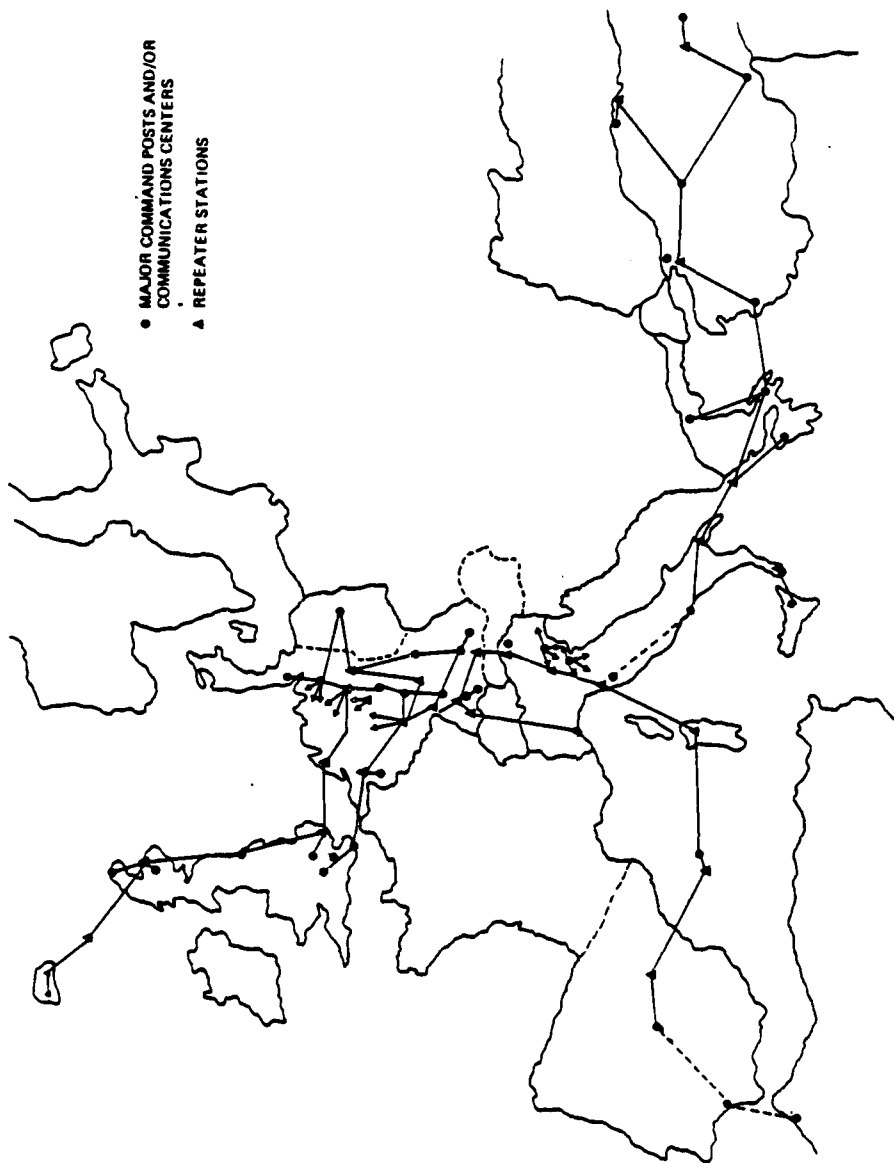 ● MAJOR COMMAND POSTS AND/OR
COMMUNICATIONS CENTERS
▲ REPEATER STATIONS